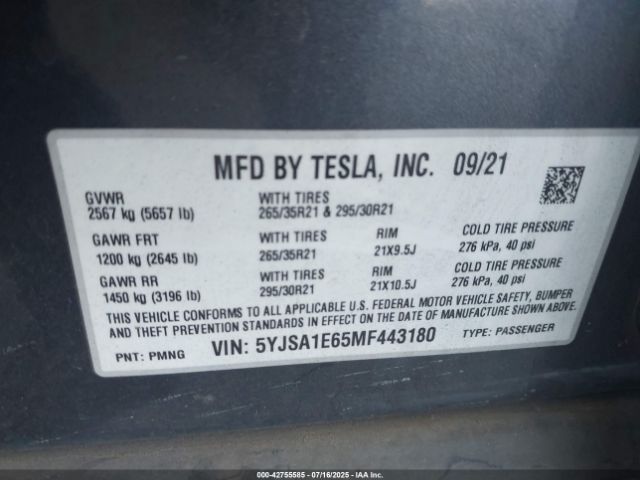 MFD BY TESLA, INC. 09/21
GVWR WITH TIRES
2567 kg (5657 lb) 265/35R21 & 295/30R21
GAWR FRT WITH TIRES RIM COLD TIRE PRESSURE
1200 kg (2645 lb) 265/35R21 21X9.5J 276 kPa, 40 psi
GAWR RR WITH TIRES RIM COLD TIRE PRESSURE
1450 kg (3196 lb) 295/30R21 21X10.5J 276 kPa, 40 psi
THIS VEHICLE CONFORMS TO ALL APPLICABLE U.S. FEDERAL MOTOR VEHICLE SAFETY, BUMPER
AND THEFT PREVENTION STANDARDS IN EFFECT ON THE DATE OF MANUFACTURE SHOWN ABOVE.
PNT: PMNG VIN: 5YJSA1E65MF443180 TYPE: PASSENGER
000-42755585 - 07/16/2025 - IAA Inc.